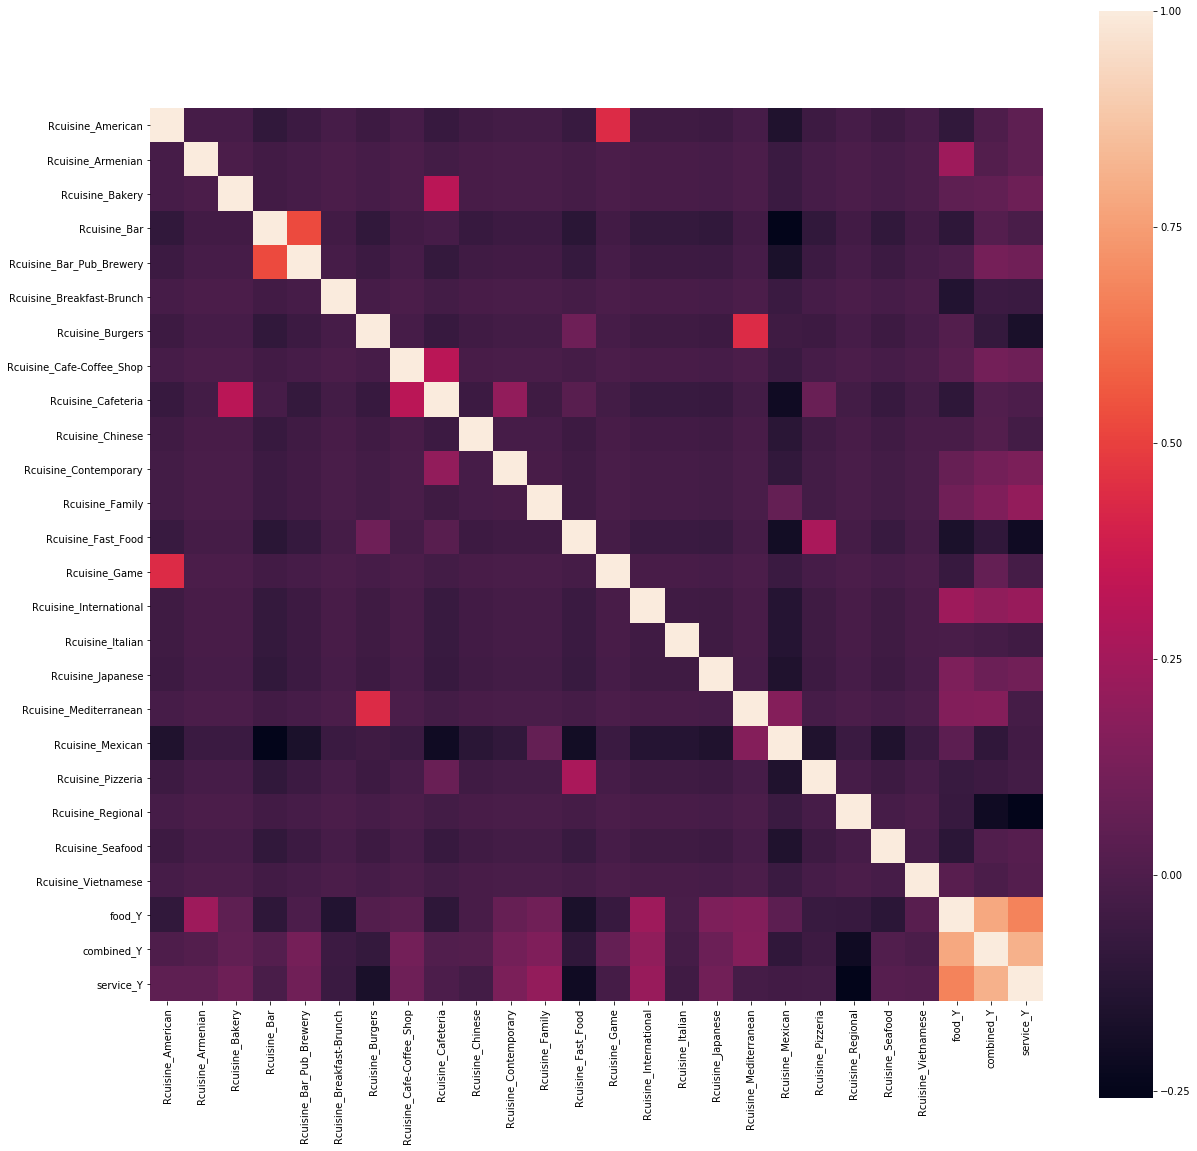 1.00
Rcuisine_American
Rcuisine_Armenian
Rcuisine_Bakery
Rcuisine_Bar
0.75
Rcuisine_Bar_Pub_Brewery
Rcuisine_Breakfast-Brunch
Rcuisine_Burgers
Rcuisine_Cafe-Coffee_Shop
Rcuisine_Cafeteria
Rcuisine_Chinese
0.50
Rcuisine_Contemporary
Rcuisine_Family
Rcuisine_Fast_Food
Rcuisine_Game
Rcuisine_International
Rcuisine_Italian
0.25
Rcuisine_Japanese
Rcuisine_Mediterranean
Rcuisine_Mexican
Rcuisine_Pizzeria
Rcuisine_Regional
Rcuisine_Seafood
0.00
Rcuisine_Vietnamese
food_Y
combined_Y
service_Y
−0.25
Rcuisine_American
Rcuisine_Armenian
Rcuisine_Bakery
Rcuisine_Bar
Rcuisine_Bar_Pub_Brewery
Rcuisine_Breakfast-Brunch
Rcuisine_Burgers
Rcuisine_Cafe-Coffee_Shop
Rcuisine_Cafeteria
Rcuisine_Chinese
Rcuisine_Contemporary
Rcuisine_Family
Rcuisine_Fast_Food
Rcuisine_Game
Rcuisine_International
Rcuisine_Italian
Rcuisine_Japanese
Rcuisine_Mediterranean
Rcuisine_Mexican
Rcuisine_Pizzeria
Rcuisine_Regional
Rcuisine_Seafood
Rcuisine_Vietnamese
food_Y
combined_Y
service_Y